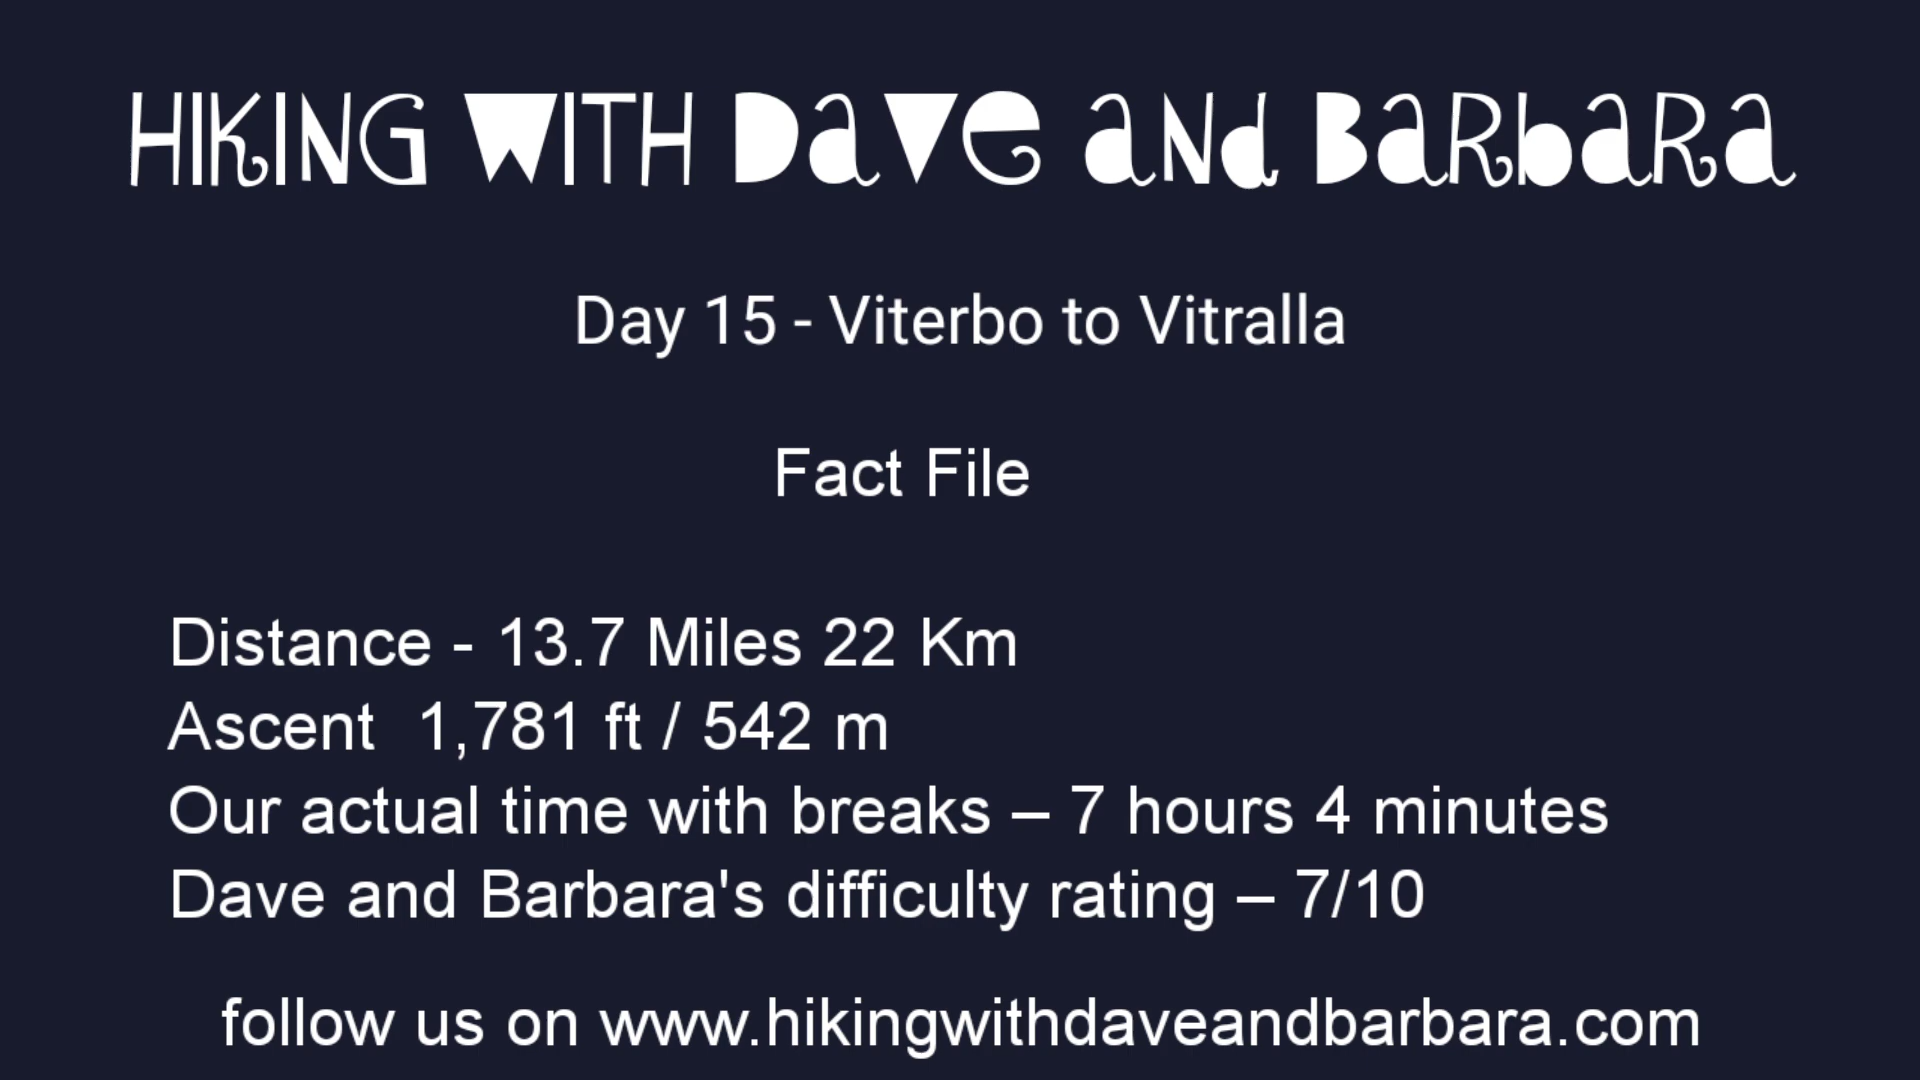 HIKING WITH Dave and Barbara
Day 15 - Viterbo to Vitralla
Fact File
Distance - 13.7 Miles 22 Km
Ascent  1,781 ft / 542 m
Our actual time with breaks – 7 hours 4 minutes
Dave and Barbara's difficulty rating – 7/10
follow us on www.hikingwithdaveandbarbara.com